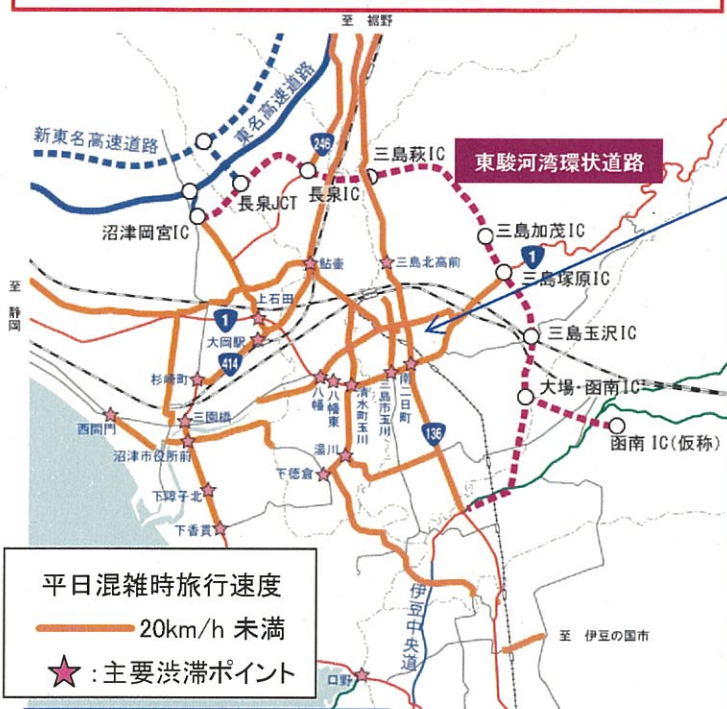 至 裾野
東名高速道路
新東名高速道路
246
三島萩IC
東駿河湾環状道路
長泉JCT
長泉IC
沼津岡宮IC
三島加茂IC
1
鮎壷
三島北高前
三島塚原IC
至 静岡
上石田
1
大岡駅
三島玉沢IC
414
杉崎町
大場・函南IC
八幡
八幡東
清水町玉川
三島市玉川
南二日町
西間門
三園橋
136
函南 IC(仮称)
沼津市役所前
湯川
下徳倉
下障子北
下香貫
平日混雑時旅行速度
20km/h 未満
:主要渋滞ポイント
伊豆中央道
至 伊豆の国市
口野